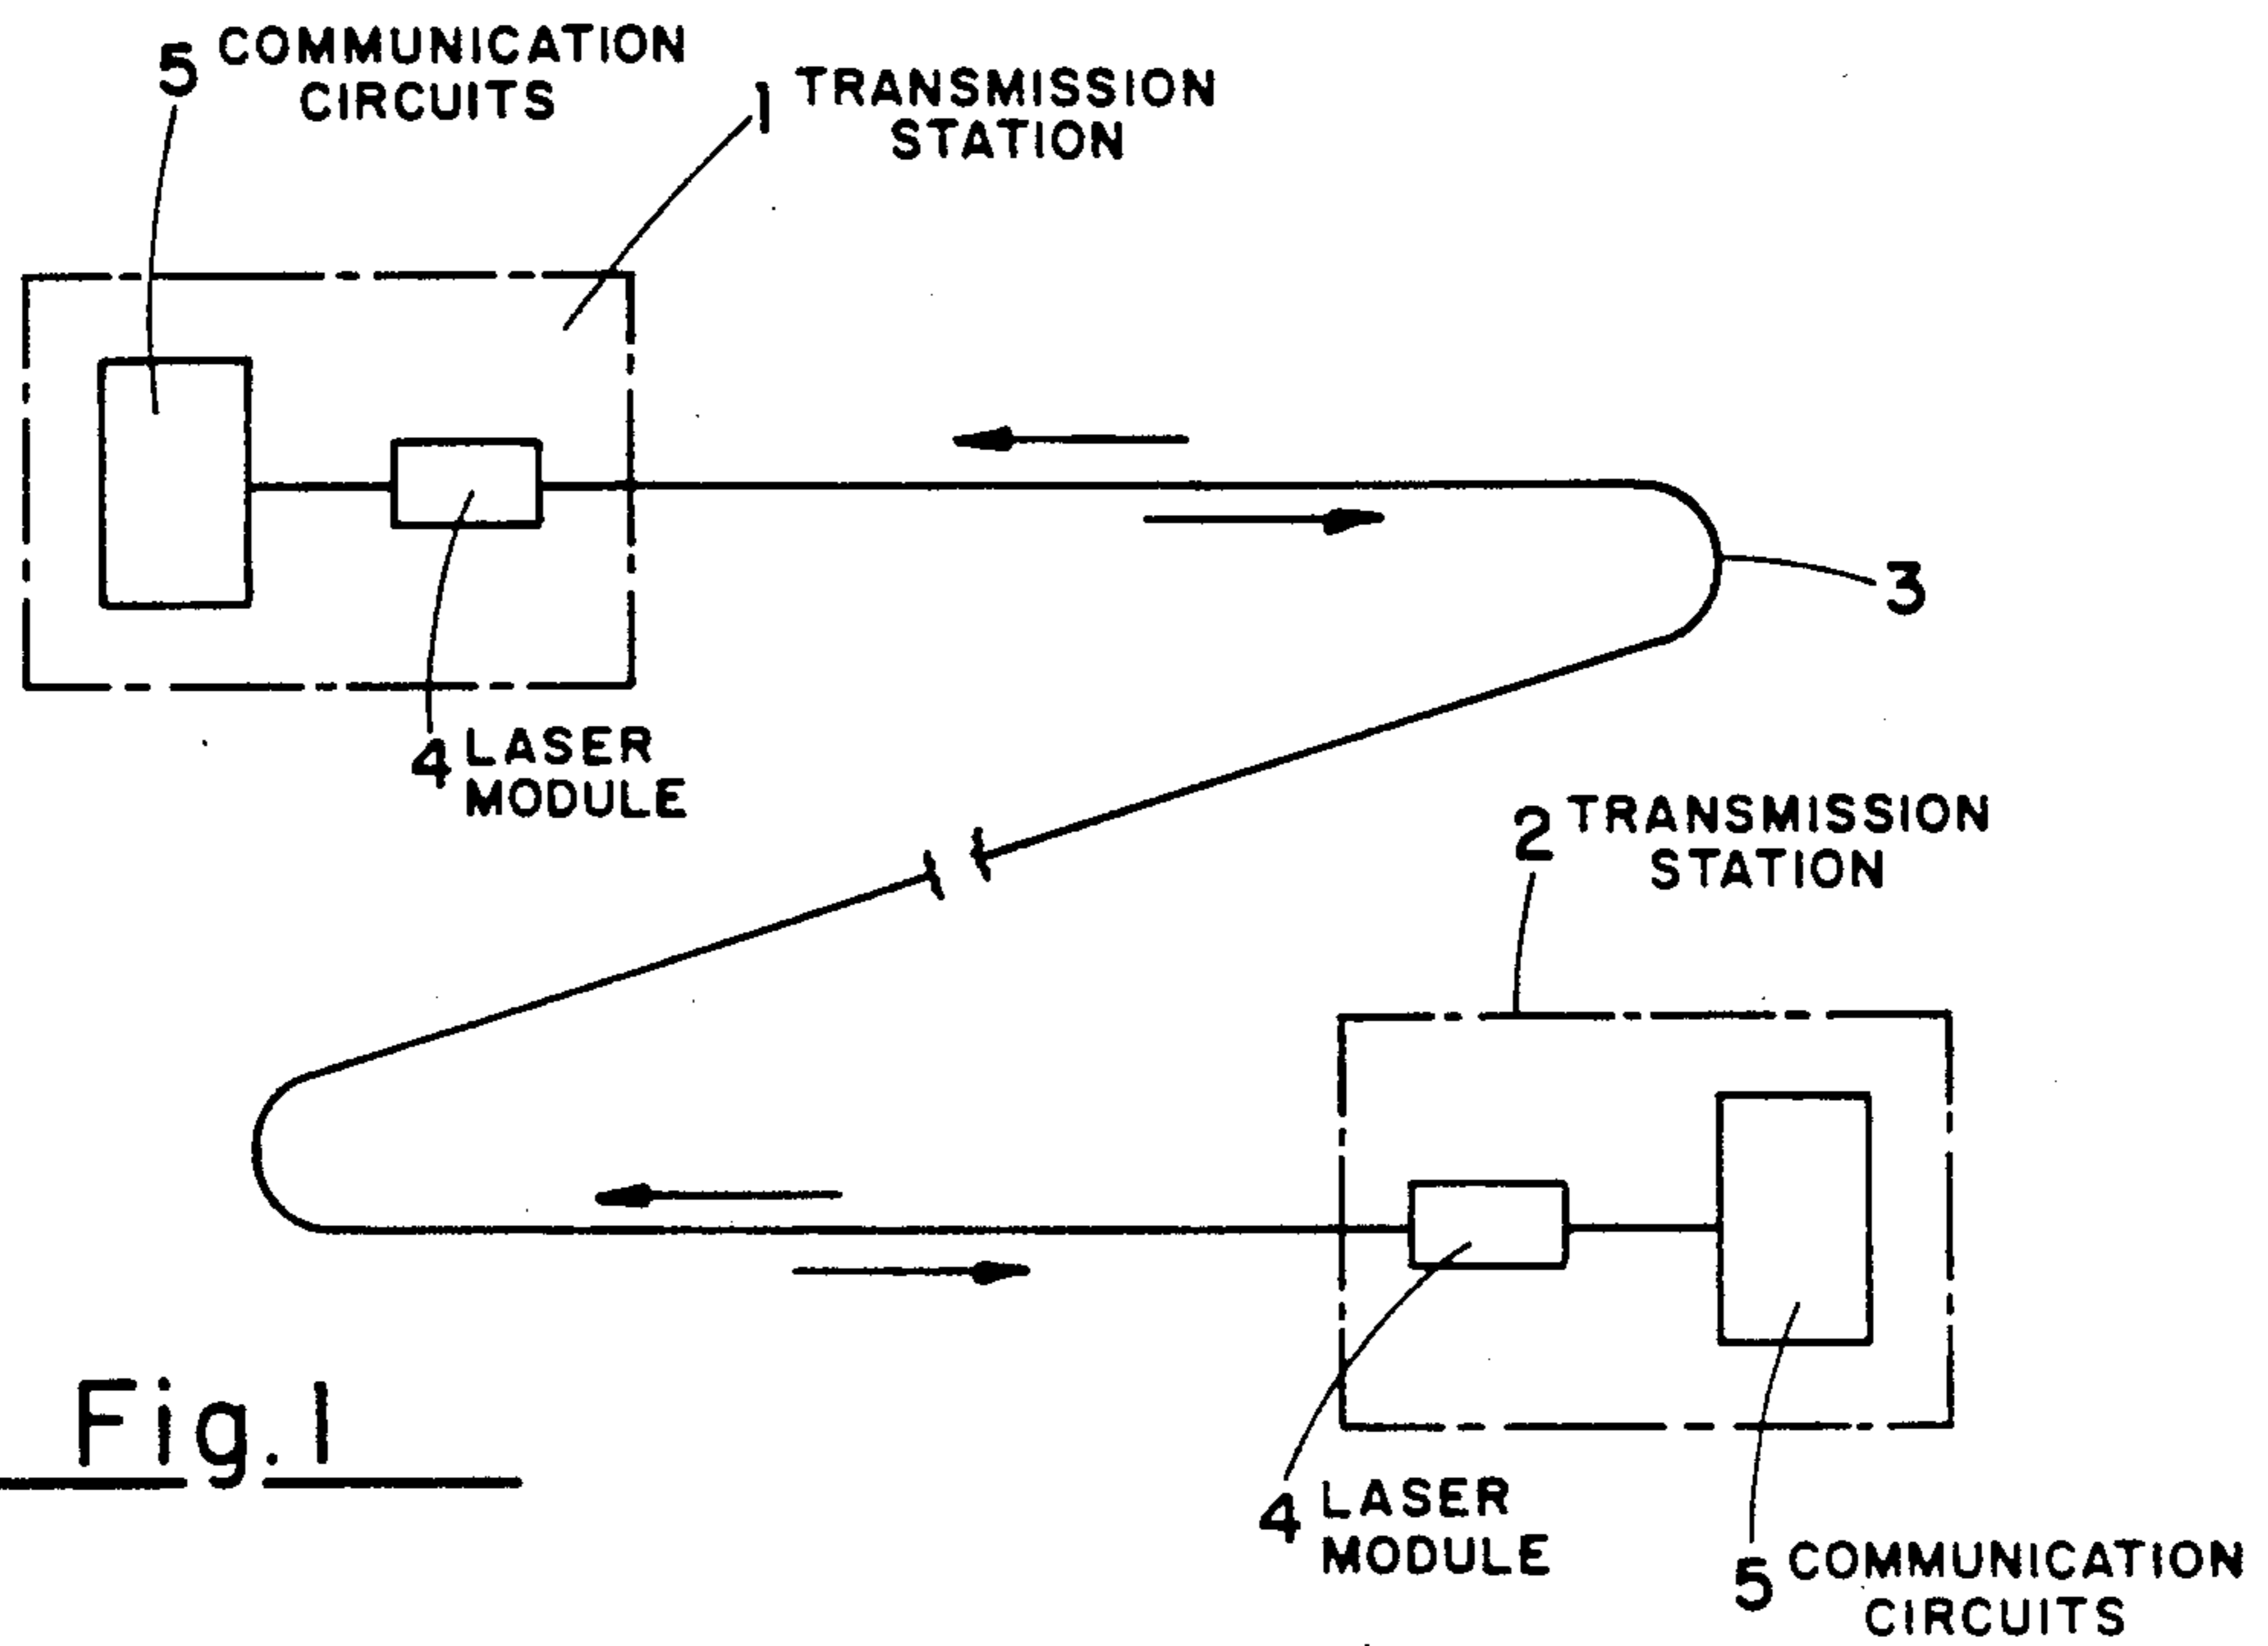 5 COMMUNICATION
CIRCUITS
1 TRANSMISSION
STATION
3
4 LASER
MODULE
2 TRANSMISSION
STATION
Fig.1
4 LASER
MODULE
5 COMMUNICATION
CIRCUITS